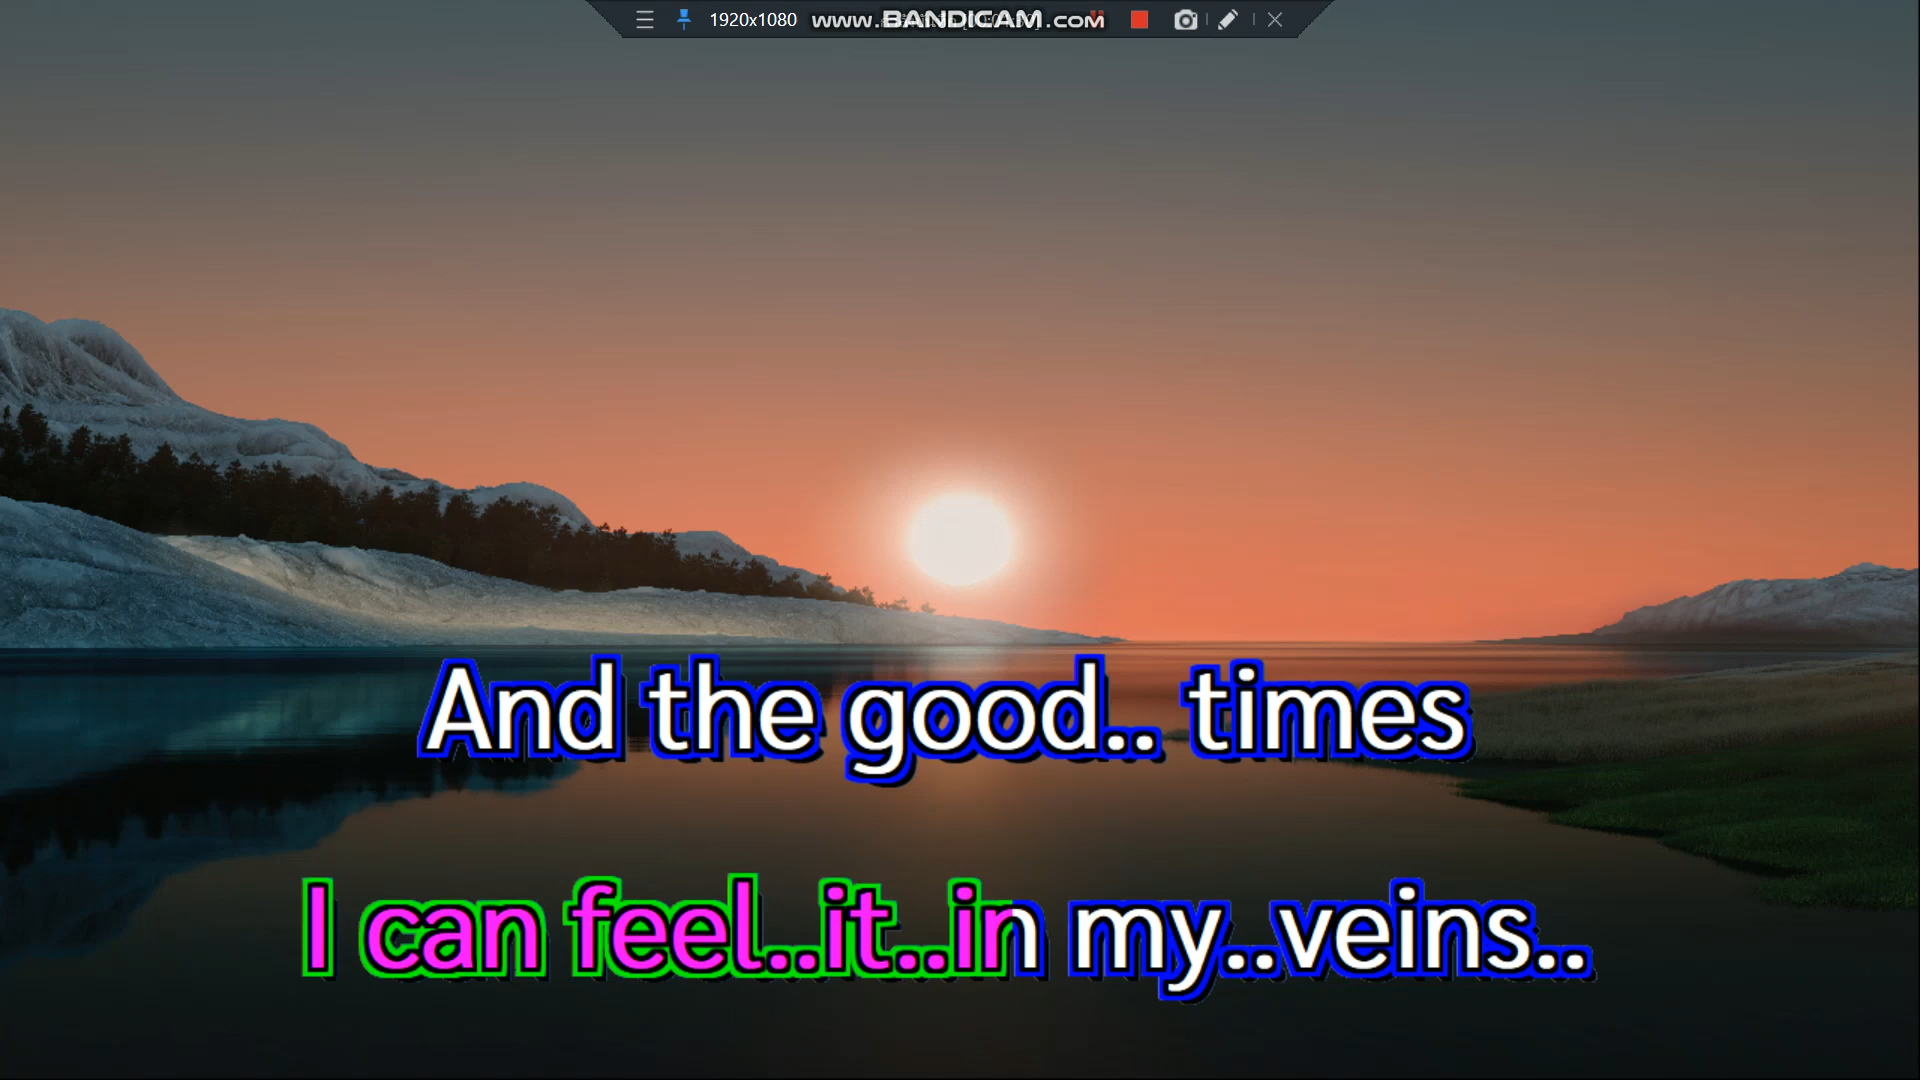 1920x1080 www.BANDICAM.com
And the good.. times
I can feel..it..in my..veins..